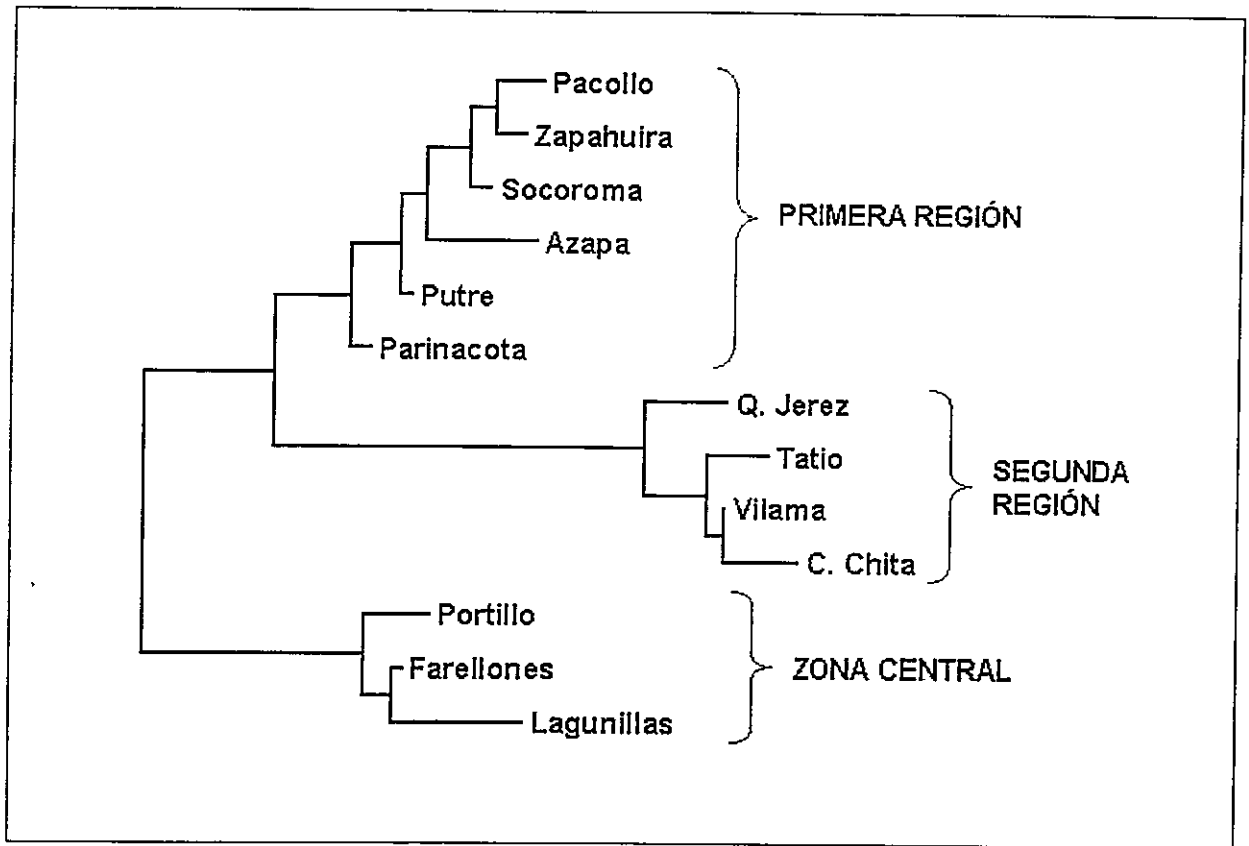 Pacollo
Zapahuira
Socoroma
Azapa
Putre
Parinacota
PRIMERA REGIÓN
Q. Jerez
Tatio
Vilama
C. Chita
SEGUNDA
REGIÓN
Portillo
Farellones
Lagunillas
ZONA CENTRAL